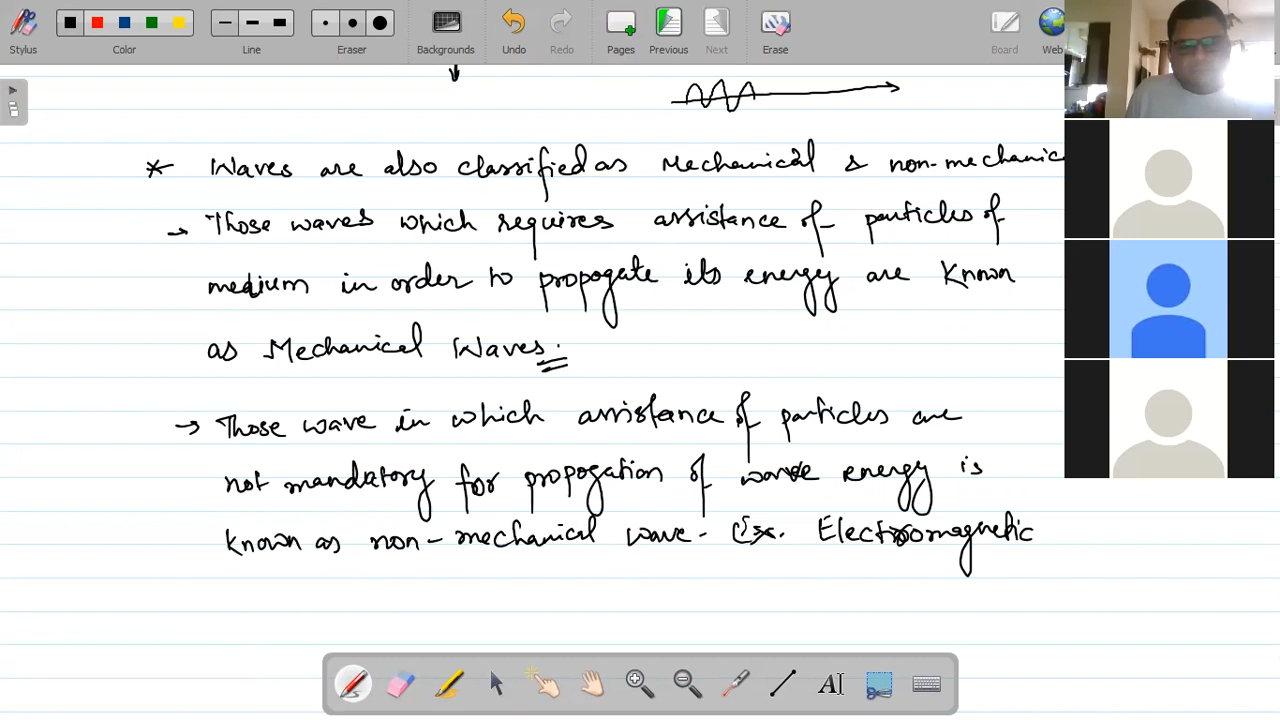 Stylus
Color
Line
Eraser
Backgrounds
Undo
Redo
Pages
Previous
Next
Erase
Board
Web
* Waves are also classified as Mechanical & non-mechanic
→ Those waves which requires assistance of particles of
medium in order to propogate its energy are known
as Mechanical Waves.
→ Those wave in which assistance of particles are
not mandatory for propogation of wave energy is
known as non-mechanical wave. Ex. Electromagnetic